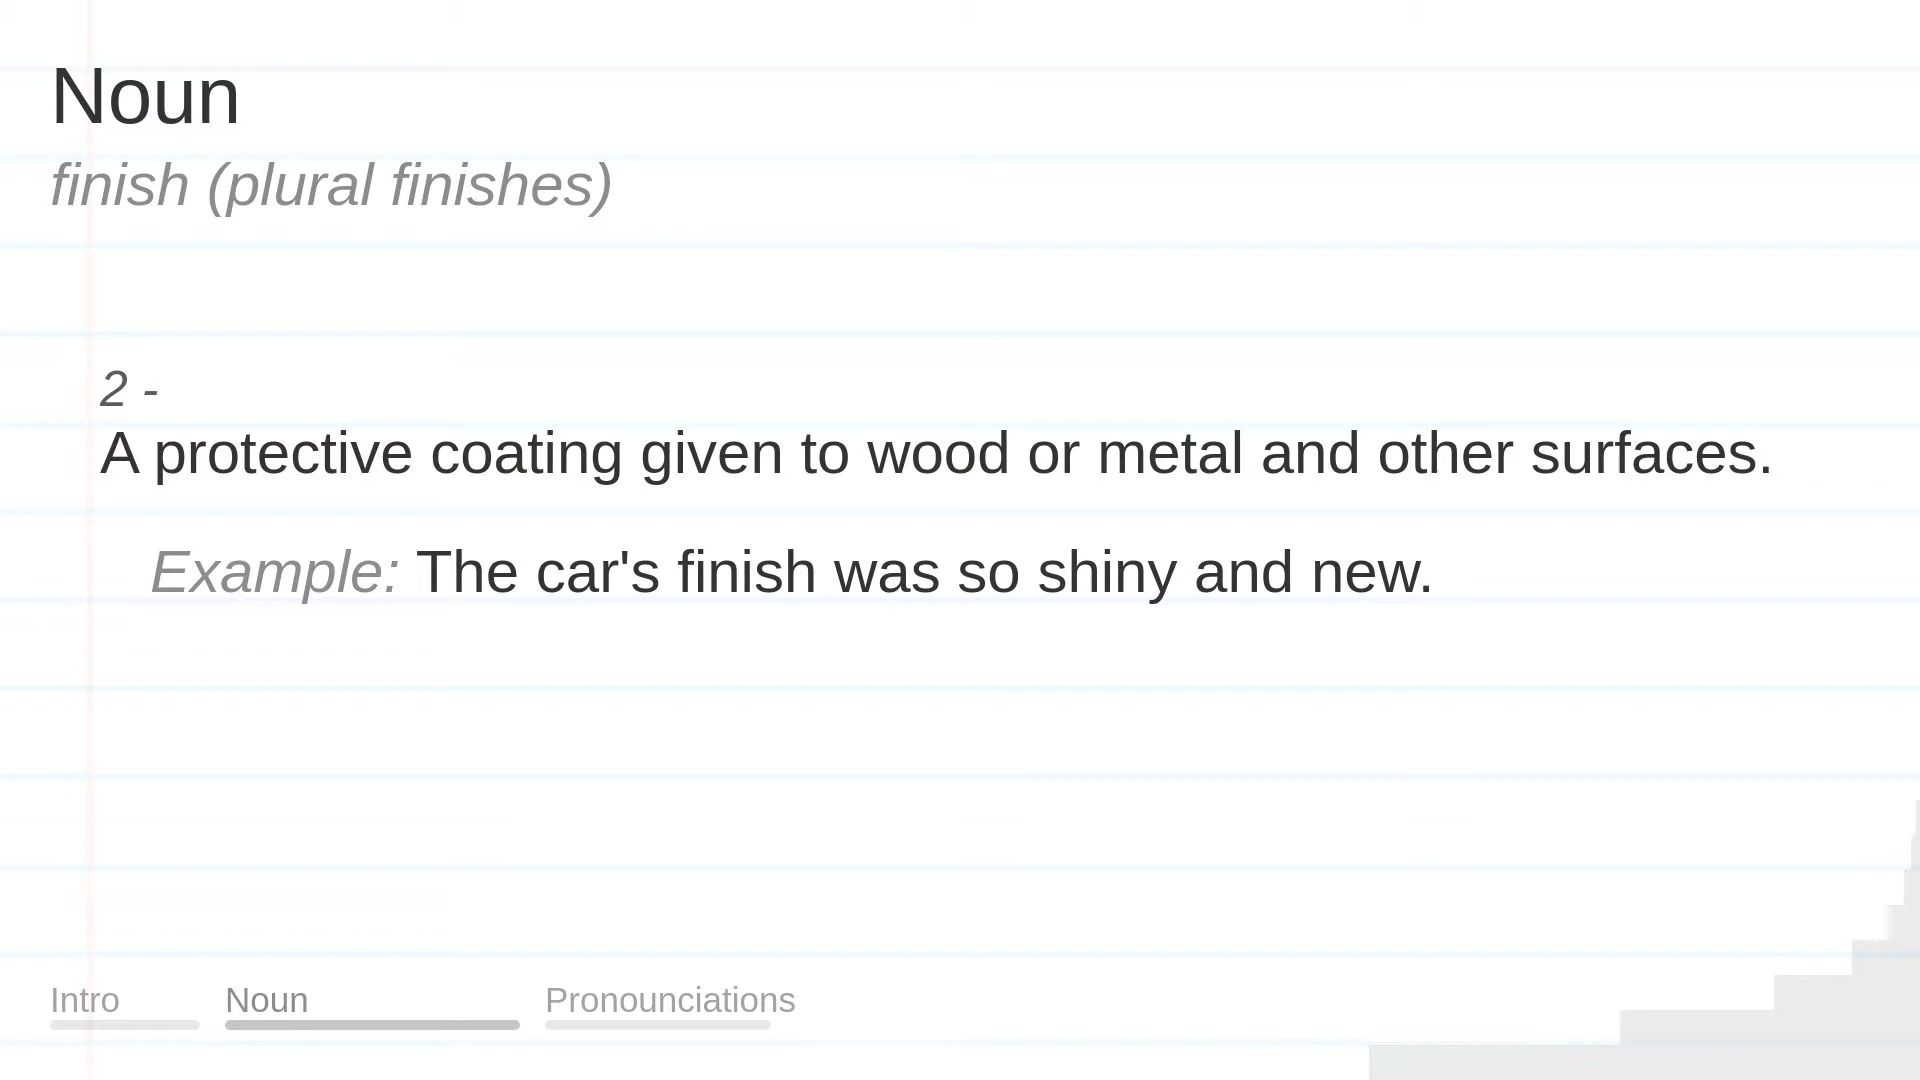 Noun
finish (plural finishes)
2 -
A protective coating given to wood or metal and other surfaces.
Example: The car's finish was so shiny and new.
Intro
Noun
Pronounciations